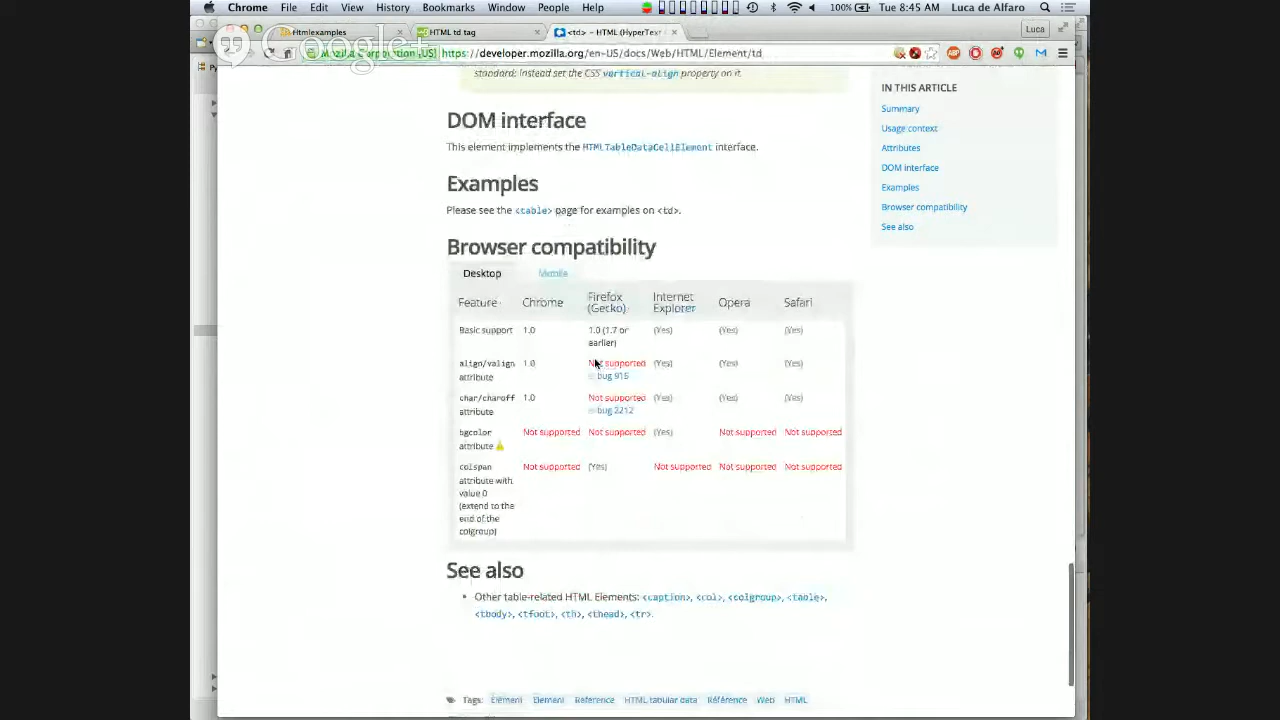 Chrome File Edit View History Bookmarks Window People Help 100% Tue 8:45 AM Luca de Alfaro
Htmlexamples HTML td tag <td> - HTML (HyperText Luca
Google+
Mozilla Corporation [US] https://developer.mozilla.org/en-US/docs/Web/HTML/Element/td
standard; instead set the CSS vertical-align property on it.
IN THIS ARTICLE
Summary
Usage context
Attributes
DOM interface
Examples
Browser compatibility
See also
DOM interface
This element implements the HTMLTableDataCellElement interface.
Examples
Please see the <table> page for examples on <td>.
Browser compatibility
Desktop Mobile
Feature Chrome Firefox (Gecko) Internet Explorer Opera Safari
Basic support 1.0 1.0 (1.7 or earlier) (Yes) (Yes) (Yes)
align/valign attribute 1.0 Not supported bug 915 (Yes) (Yes) (Yes)
char/charoff attribute 1.0 Not supported bug 2212 (Yes) (Yes) (Yes)
bgcolor attribute Not supported Not supported (Yes) Not supported Not supported
colspan attribute with value 0 (extend to the end of the colgroup) Not supported (Yes) Not supported Not supported Not supported
See also
Other table-related HTML Elements: <caption>, <col>, <colgroup>, <table>,
<tbody>, <tfoot>, <th>, <thead>, <tr>.
Tags: Element Element Reference HTML tabular data Référence Web HTML